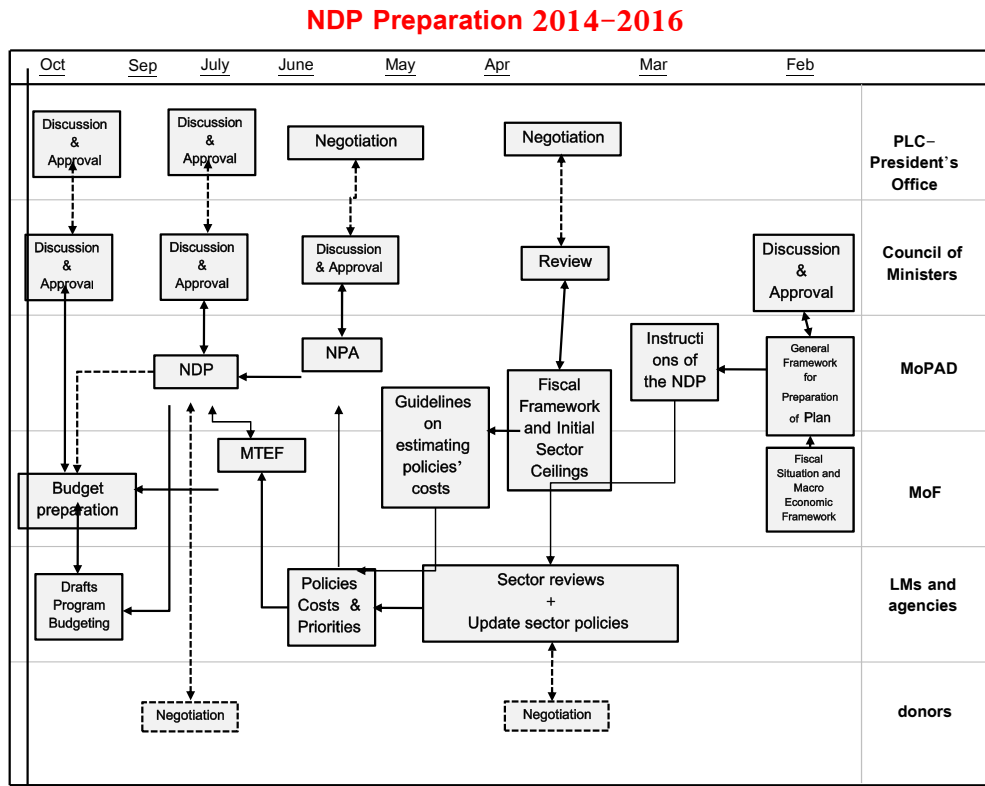 NDP Preparation 2014-2016
Oct Sep July June May Apr Mar Feb
Discussion
&
Approval
Discussion
&
Approval
Negotiation
Negotiation
PLC-
President's
Office
Discussion
&
Approval
Discussion
&
Approval
Discussion
& Approval
Review
Discussion
&
Approval
Council of
Ministers
NDP
NPA
Guidelines
on
estimating
policies'
costs
Fiscal
Framework
and Initial
Sector
Ceilings
Instructi
ons of
the NDP
General
Framework
for
Preparation
of Plan
MoPAD
Budget
preparation
MTEF
Fiscal
Situation and
Macro
Economic
Framework
MoF
Drafts
Program
Budgeting
Policies
Costs &
Priorities
Sector reviews
+
Update sector policies
LMs and
agencies
Negotiation
Negotiation
donors